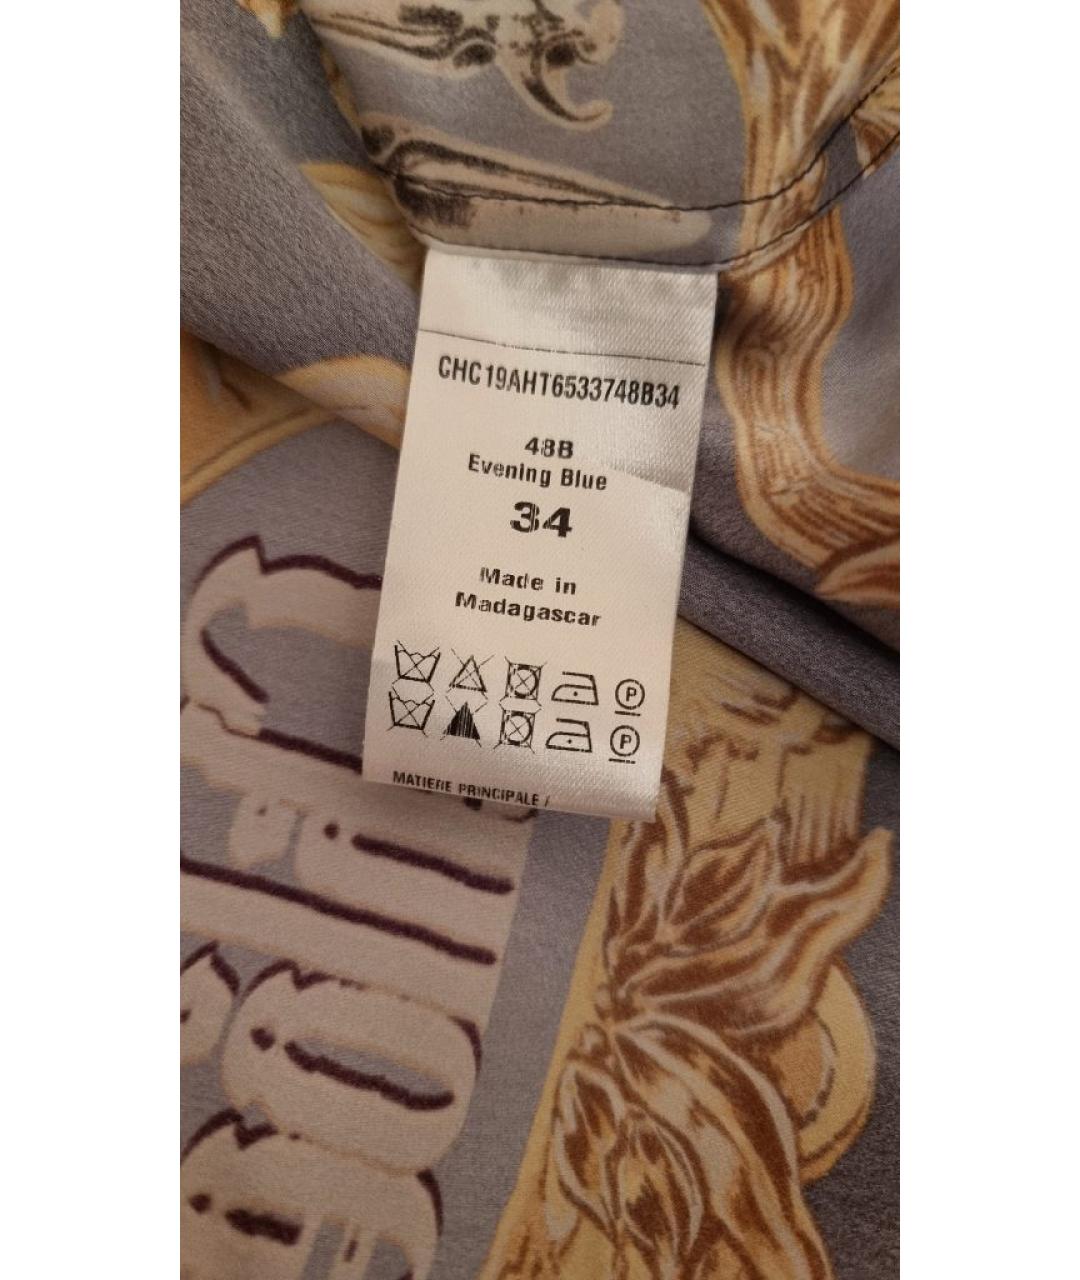 CHC19AHT6533748B34
48B
Evening Blue
34
Made in
Madagascar
P
P
MATIERE PRINCIPALE /